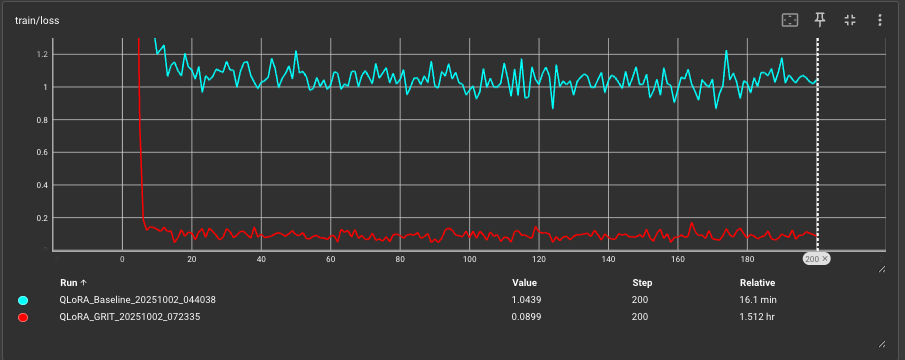 train/loss
1.2
1
0.8
0.6
0.4
0.2
0 20 40 60 80 100 120 140 160 180 200 ×
Run ↑ Value Step Relative
QLoRA_Baseline_20251002_044038 1.0439 200 16.1 min
QLoRA_GRIT_20251002_072335 0.0899 200 1.512 hr